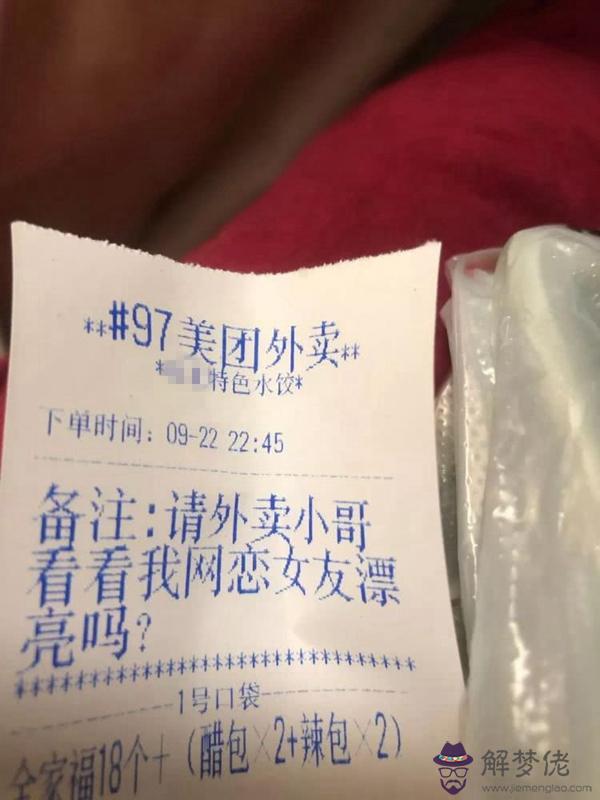 **#97美团外卖**
*特色水饺*
下单时间：09-22 22:45
备注:请外卖小哥
看看我网恋女友漂
亮吗?
********************************
1号口袋
全家福18个+（醋包×2+辣包×2）
解梦佬
www.jiemenglao.com